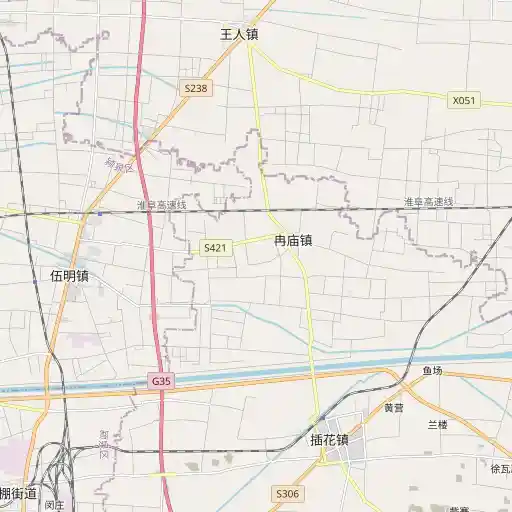 王人镇
S238
X051
颍泉区
淮阜高速线
淮阜高速线
S421
冉庙镇
伍明镇
G35
鱼场
黄营
兰楼
插花镇
棚街道
闵庄
S306